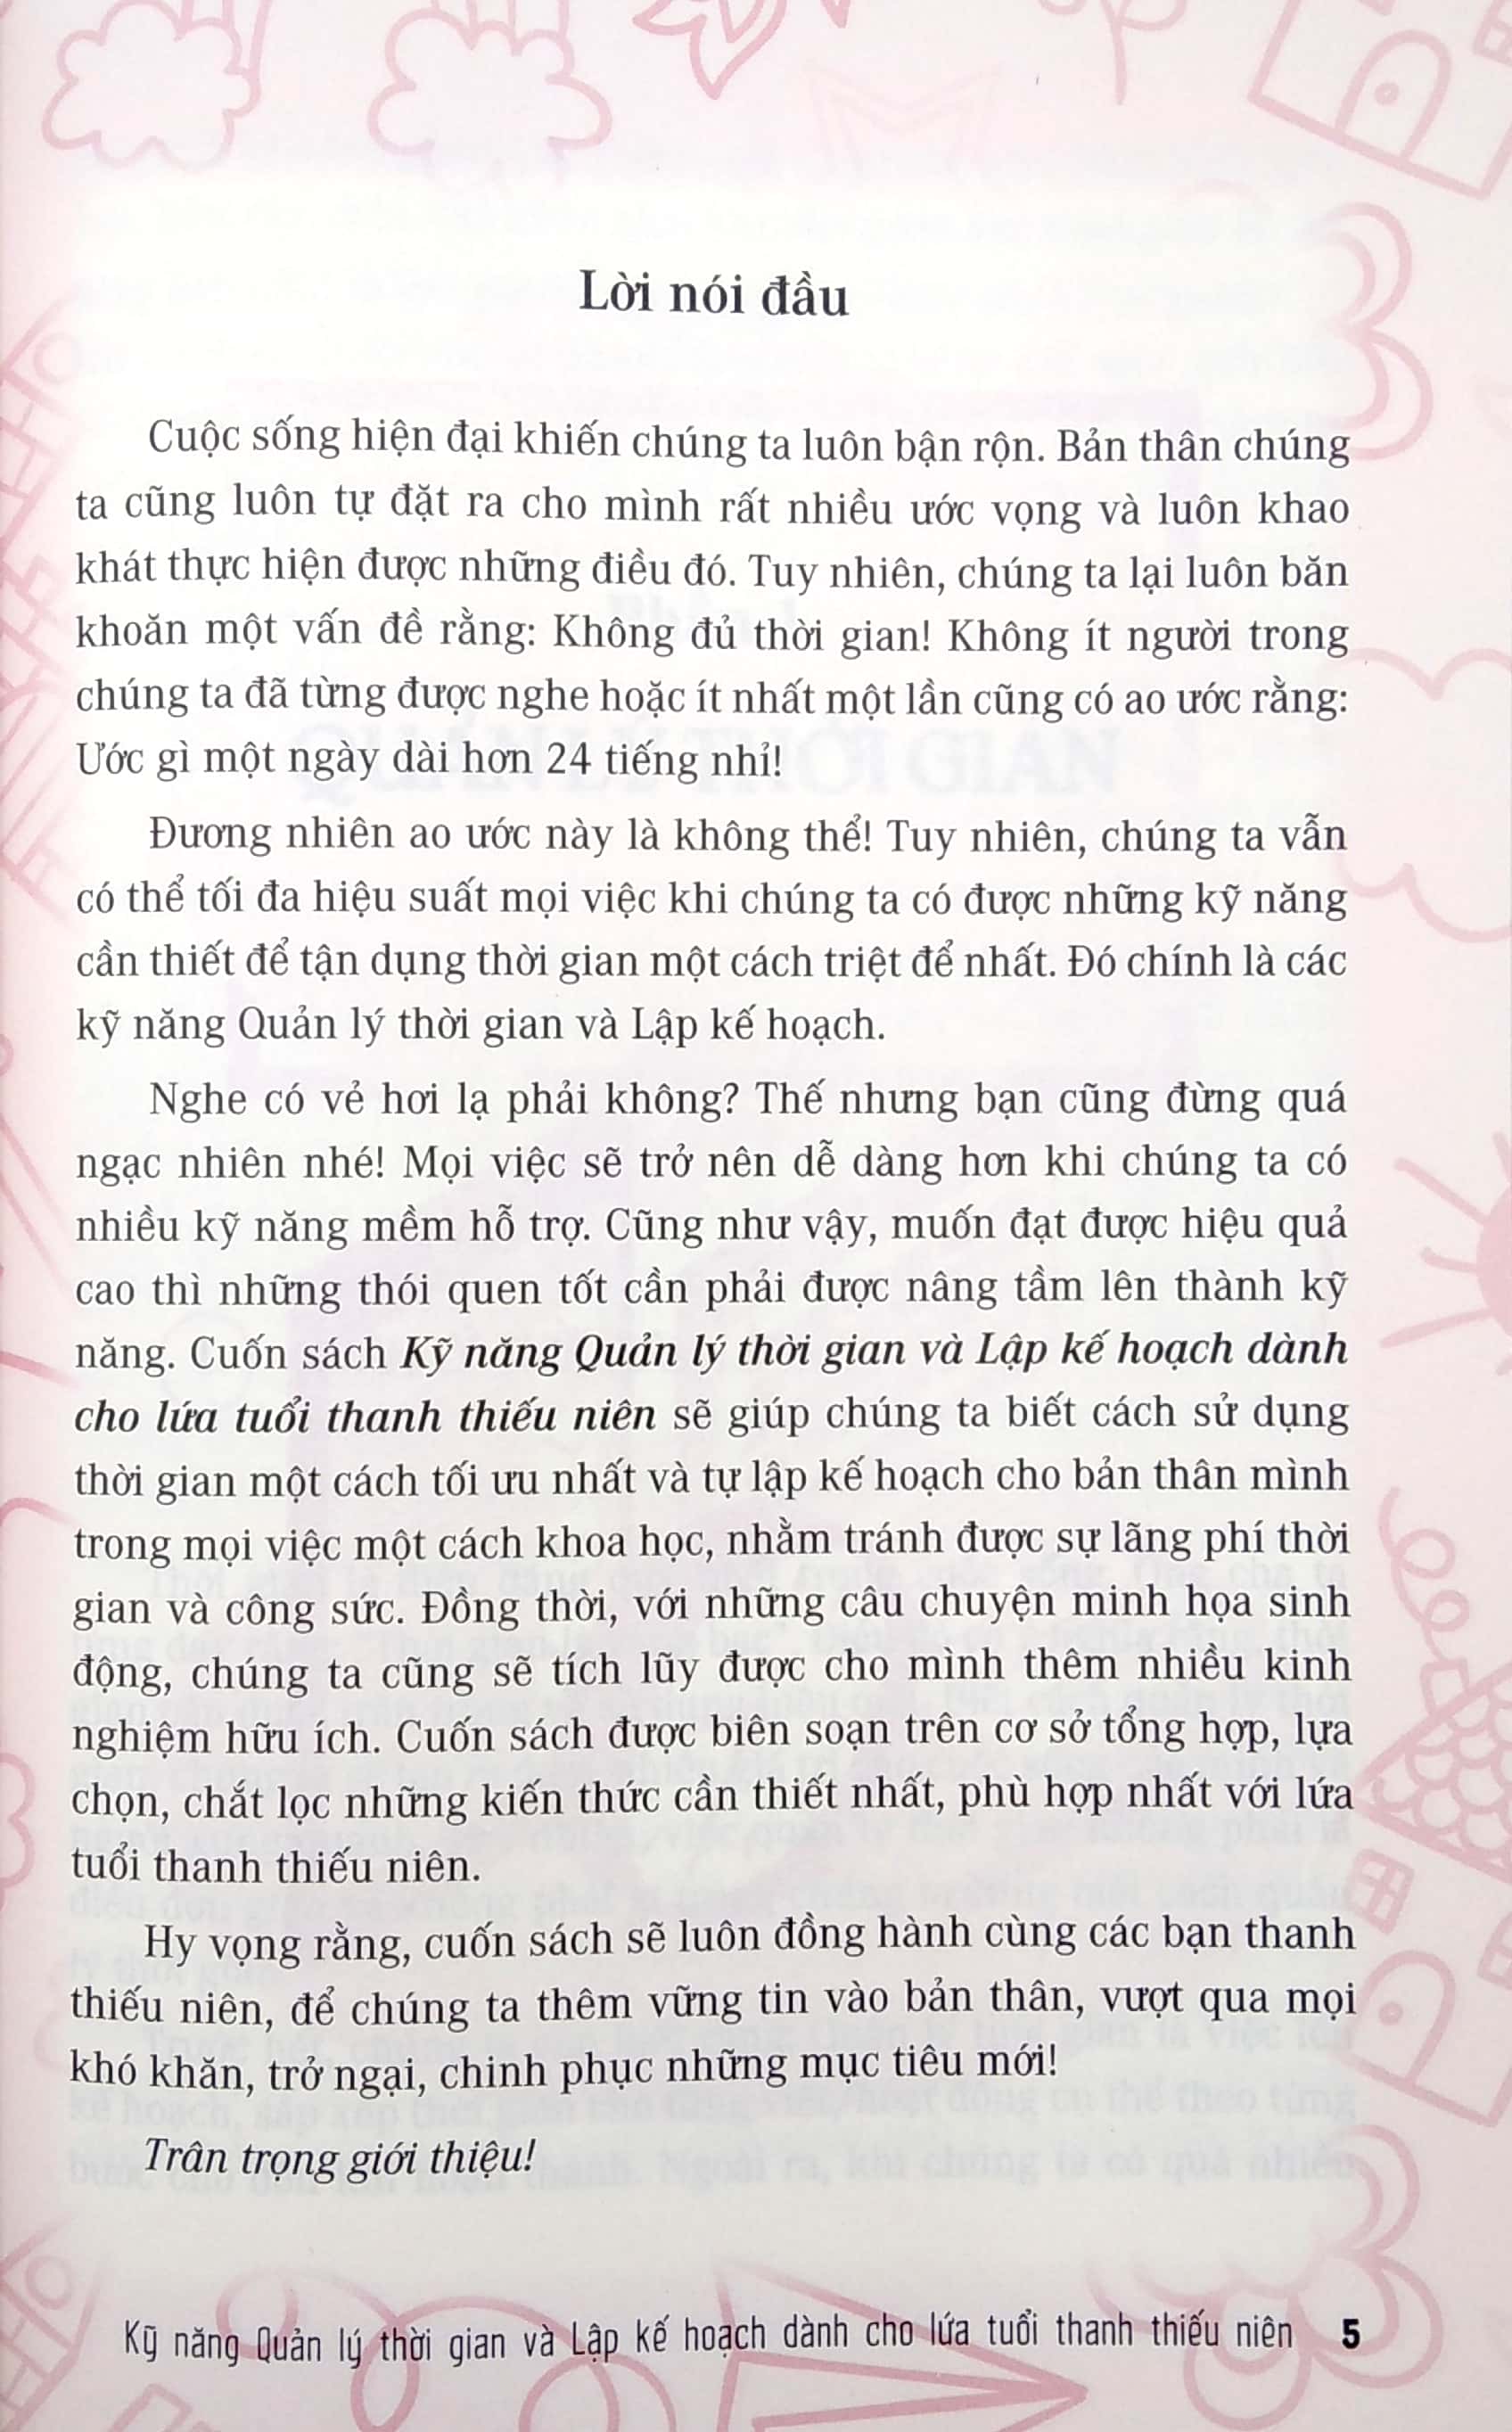 Lời nói đầu
Cuộc sống hiện đại khiến chúng ta luôn bận rộn. Bản thân chúng
ta cũng luôn tự đặt ra cho mình rất nhiều ước vọng và luôn khao
khát thực hiện được những điều đó. Tuy nhiên, chúng ta lại luôn băn
khoăn một vấn đề rằng: Không đủ thời gian! Không ít người trong
chúng ta đã từng được nghe hoặc ít nhất một lần cũng có ao ước rằng:
Ước gì một ngày dài hơn 24 tiếng nhỉ!
Đương nhiên ao ước này là không thể! Tuy nhiên, chúng ta vẫn
có thể tối đa hiệu suất mọi việc khi chúng ta có được những kỹ năng
cần thiết để tận dụng thời gian một cách triệt để nhất. Đó chính là các
kỹ năng Quản lý thời gian và Lập kế hoạch.
Nghe có vẻ hơi lạ phải không? Thế nhưng bạn cũng đừng quá
ngạc nhiên nhé! Mọi việc sẽ trở nên dễ dàng hơn khi chúng ta có
nhiều kỹ năng mềm hỗ trợ. Cũng như vậy, muốn đạt được hiệu quả
cao thì những thói quen tốt cần phải được nâng tầm lên thành kỹ
năng. Cuốn sách Kỹ năng Quản lý thời gian và Lập kế hoạch dành
cho lứa tuổi thanh thiếu niên sẽ giúp chúng ta biết cách sử dụng
thời gian một cách tối ưu nhất và tự lập kế hoạch cho bản thân mình
trong mọi việc một cách khoa học, nhằm tránh được sự lãng phí thời
gian và công sức. Đồng thời, với những câu chuyện minh họa sinh
động, chúng ta cũng sẽ tích lũy được cho mình thêm nhiều kinh
nghiệm hữu ích. Cuốn sách được biên soạn trên cơ sở tổng hợp, lựa
chọn, chắt lọc những kiến thức cần thiết nhất, phù hợp nhất với lứa
tuổi thanh thiếu niên.
Hy vọng rằng, cuốn sách sẽ luôn đồng hành cùng các bạn thanh
thiếu niên, để chúng ta thêm vững tin vào bản thân, vượt qua mọi
khó khăn, trở ngại, chinh phục những mục tiêu mới!
Trân trọng giới thiệu!
Kỹ năng Quản lý thời gian và Lập kế hoạch dành cho lứa tuổi thanh thiếu niên 5